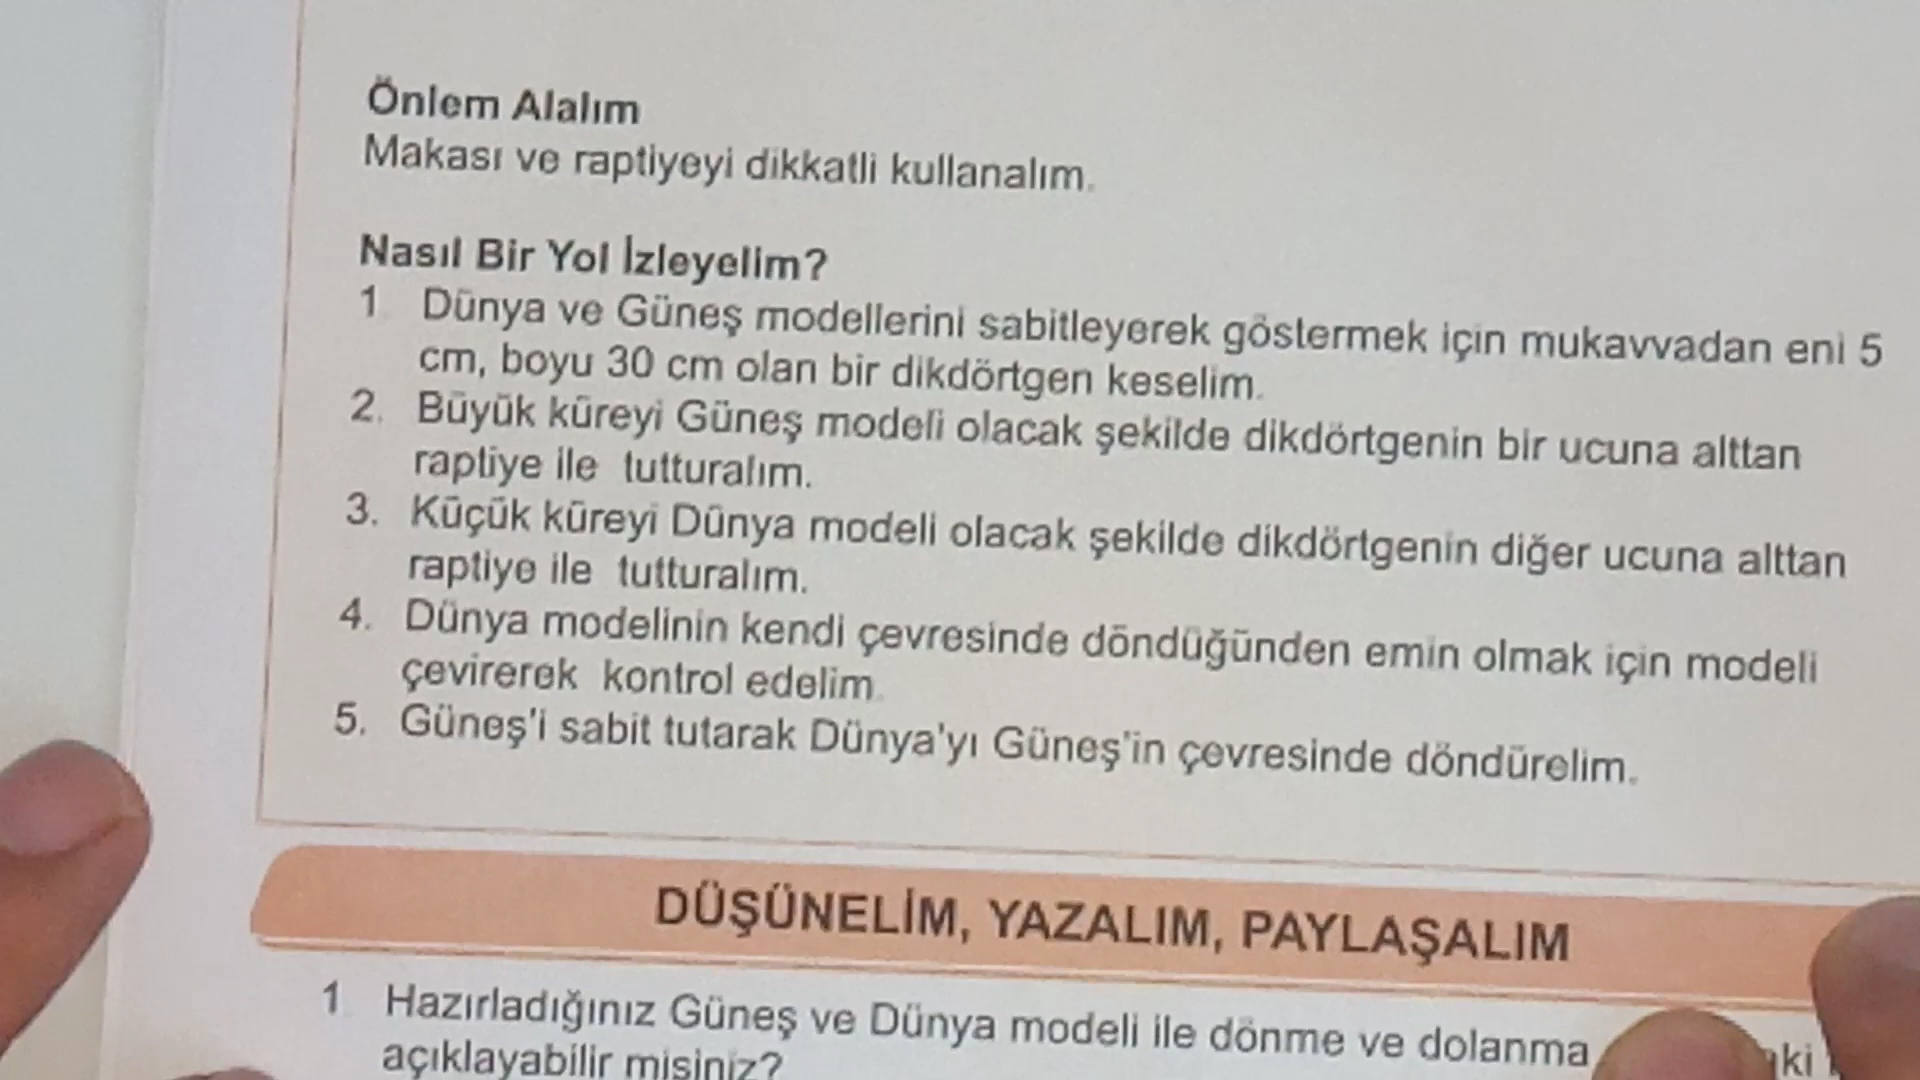 Önlem Alalım
Makası ve raptiyeyi dikkatli kullanalım.
Nasıl Bir Yol İzleyelim?
1. Dünya ve Güneş modellerini sabitleyerek göstermek için mukavvadan eni 5
cm, boyu 30 cm olan bir dikdörtgen keselim.
2. Büyük küreyi Güneş modeli olacak şekilde dikdörtgenin bir ucuna alttan
raptiye ile tutturalım.
3. Küçük küreyi Dünya modeli olacak şekilde dikdörtgenin diğer ucuna alttan
raptiye ile tutturalım.
4. Dünya modelinin kendi çevresinde döndüğünden emin olmak için modeli
çevirerek kontrol edelim.
5. Güneş'i sabit tutarak Dünya'yı Güneş'in çevresinde döndürelim.
DÜŞÜNELİM, YAZALIM, PAYLAŞALIM
1. Hazırladığınız Güneş ve Dünya modeli ile dönme ve dolanma
açıklayabilir misiniz?